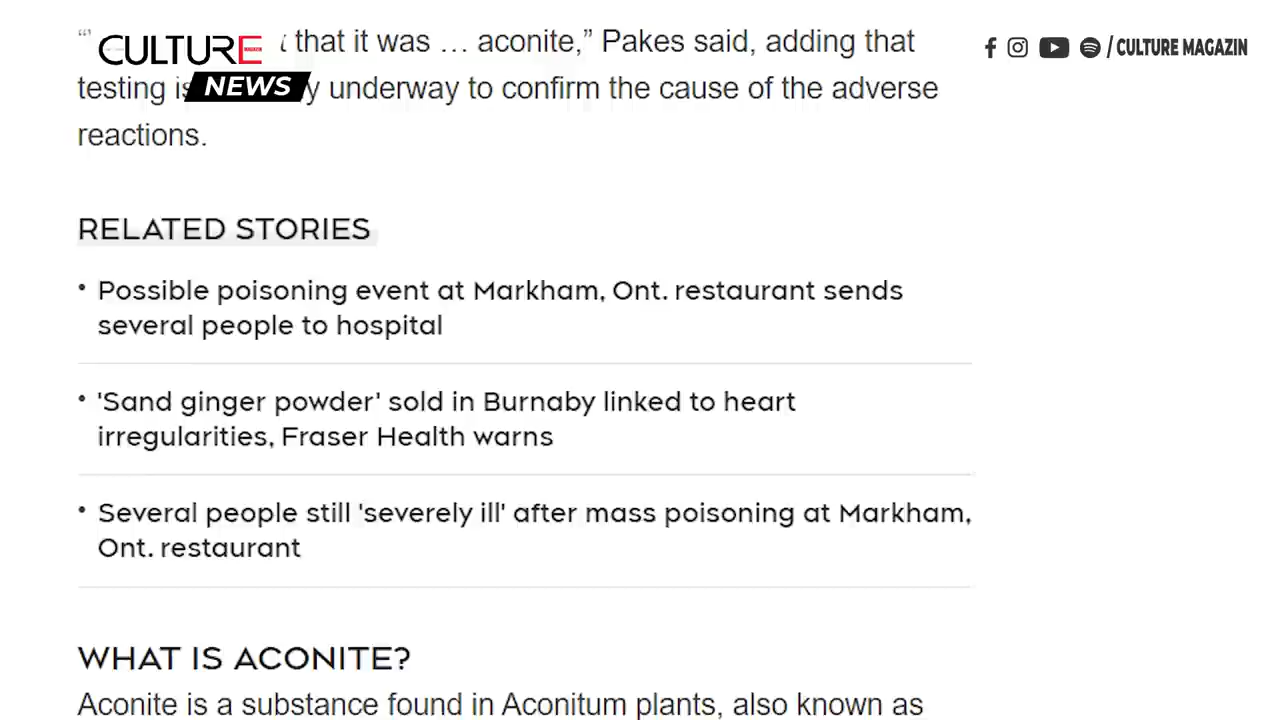 that it was … aconite,” Pakes said, adding that
testing underway to confirm the cause of the adverse
reactions.
CULTURE
NEWS
/ CULTURE MAGAZIN
RELATED STORIES
• Possible poisoning event at Markham, Ont. restaurant sends
several people to hospital
• 'Sand ginger powder' sold in Burnaby linked to heart
irregularities, Fraser Health warns
• Several people still 'severely ill' after mass poisoning at Markham,
Ont. restaurant
WHAT IS ACONITE?
Aconite is a substance found in Aconitum plants, also known as